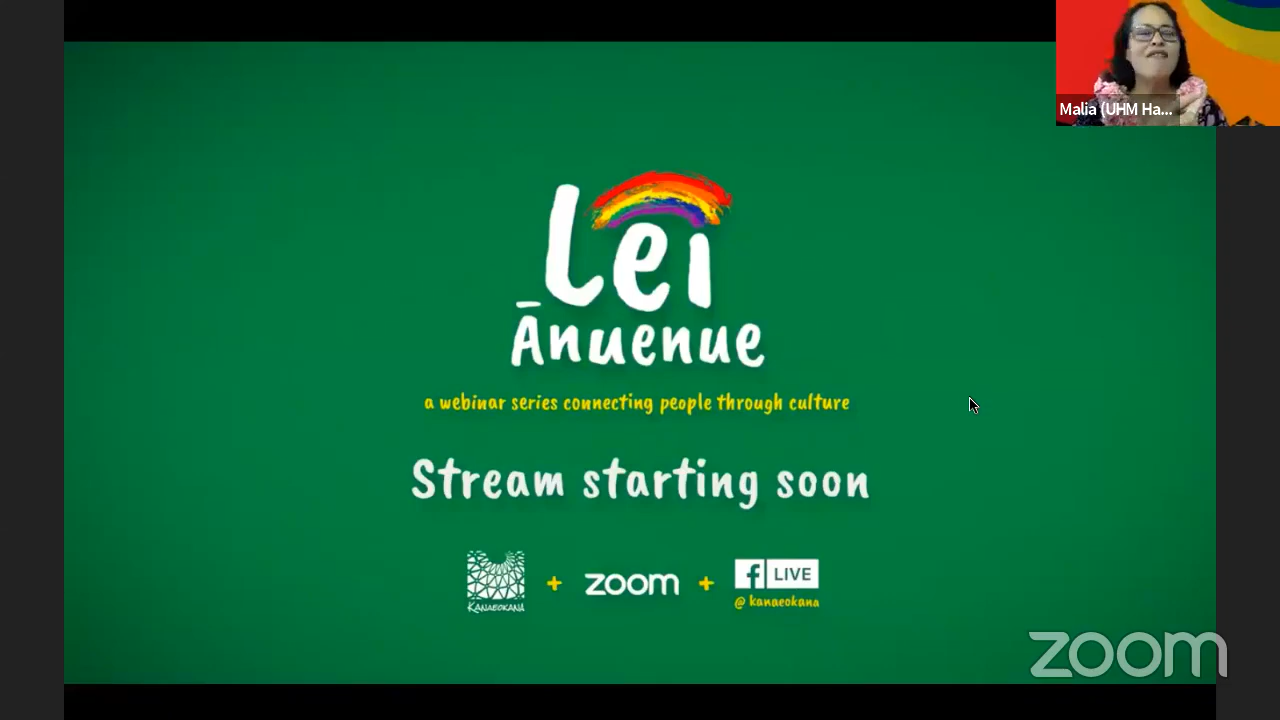 Malia (UHM Ha...
Lei
Ānuenue
a webinar series connecting people through culture
Stream starting soon
KANAEOKANA
+
zoom
+
f LIVE
@ kanaeokana
zoom